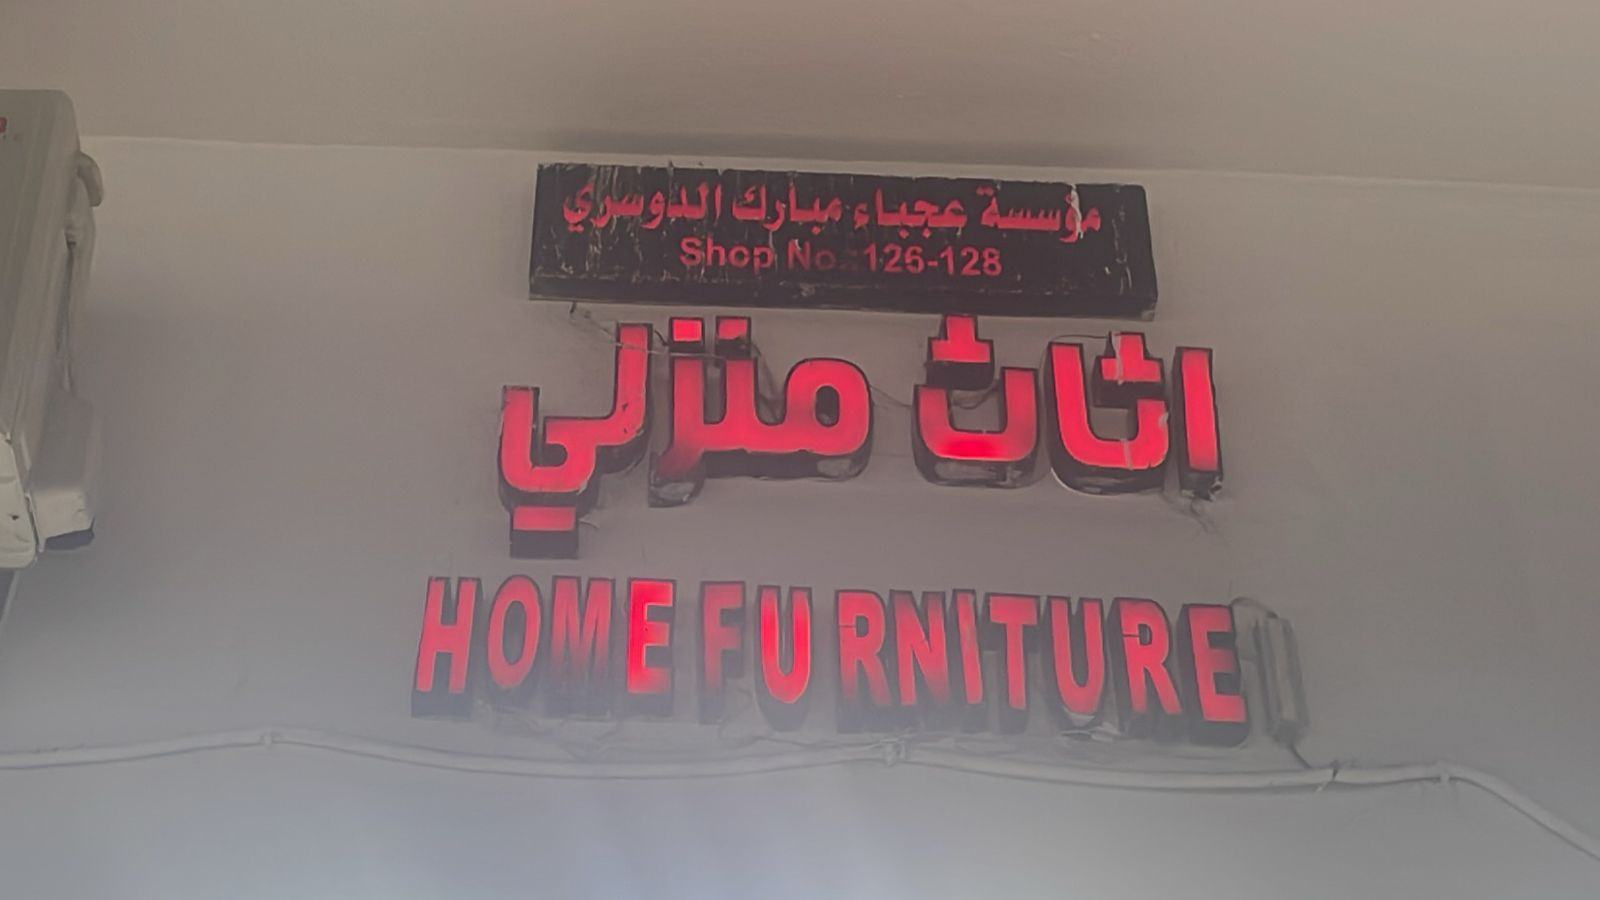 مؤسسة عجباء مبارك الدوسري
Shop No.:126-128
اثاث منزلي
HOME FURNITURE